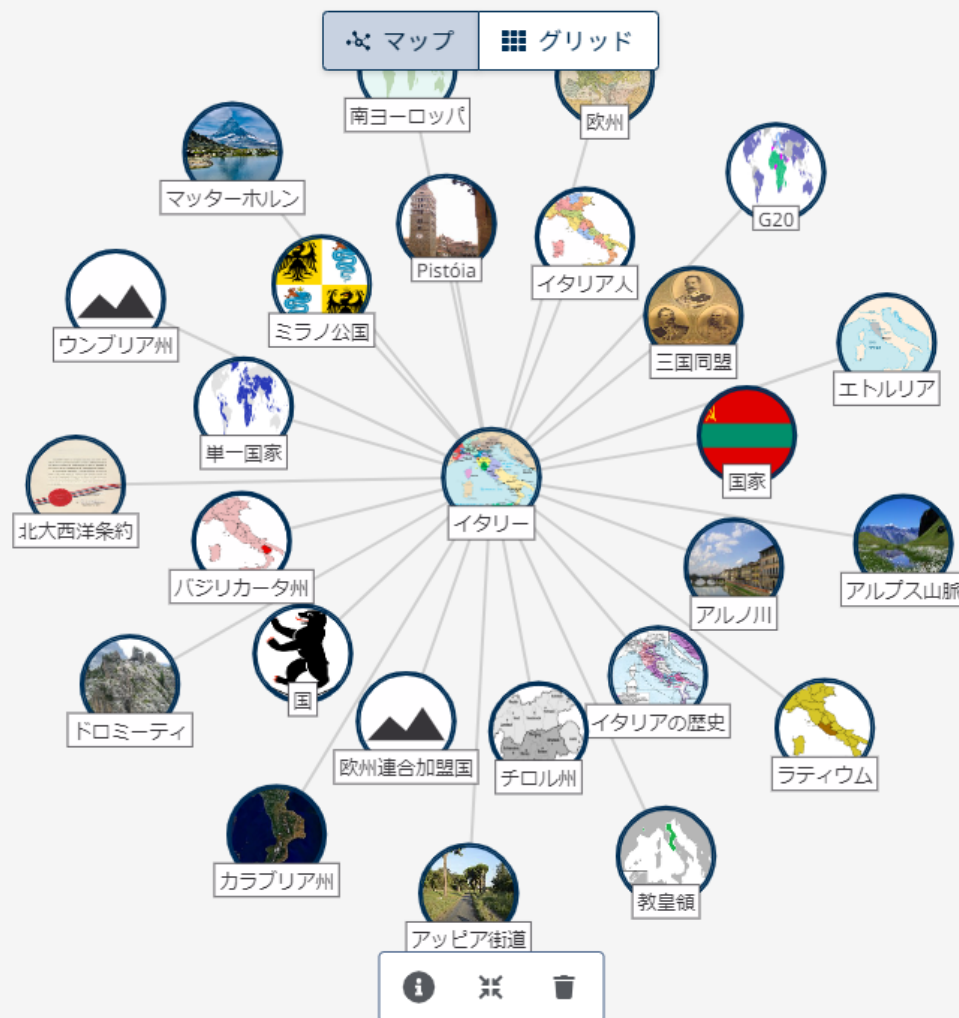 マップ
グリッド
南ヨーロッパ
欧州
マッターホルン
G20
Pistóia
イタリア人
ミラノ公国
ウンブリア州
三国同盟
エトルリア
単一国家
国家
イタリー
北大西洋条約
バジリカータ州
アルプス山脈
アルノ川
国
イタリアの歴史
ドロミーティ
欧州連合加盟国
チロル州
ラティウム
カラブリア州
教皇領
アッピア街道